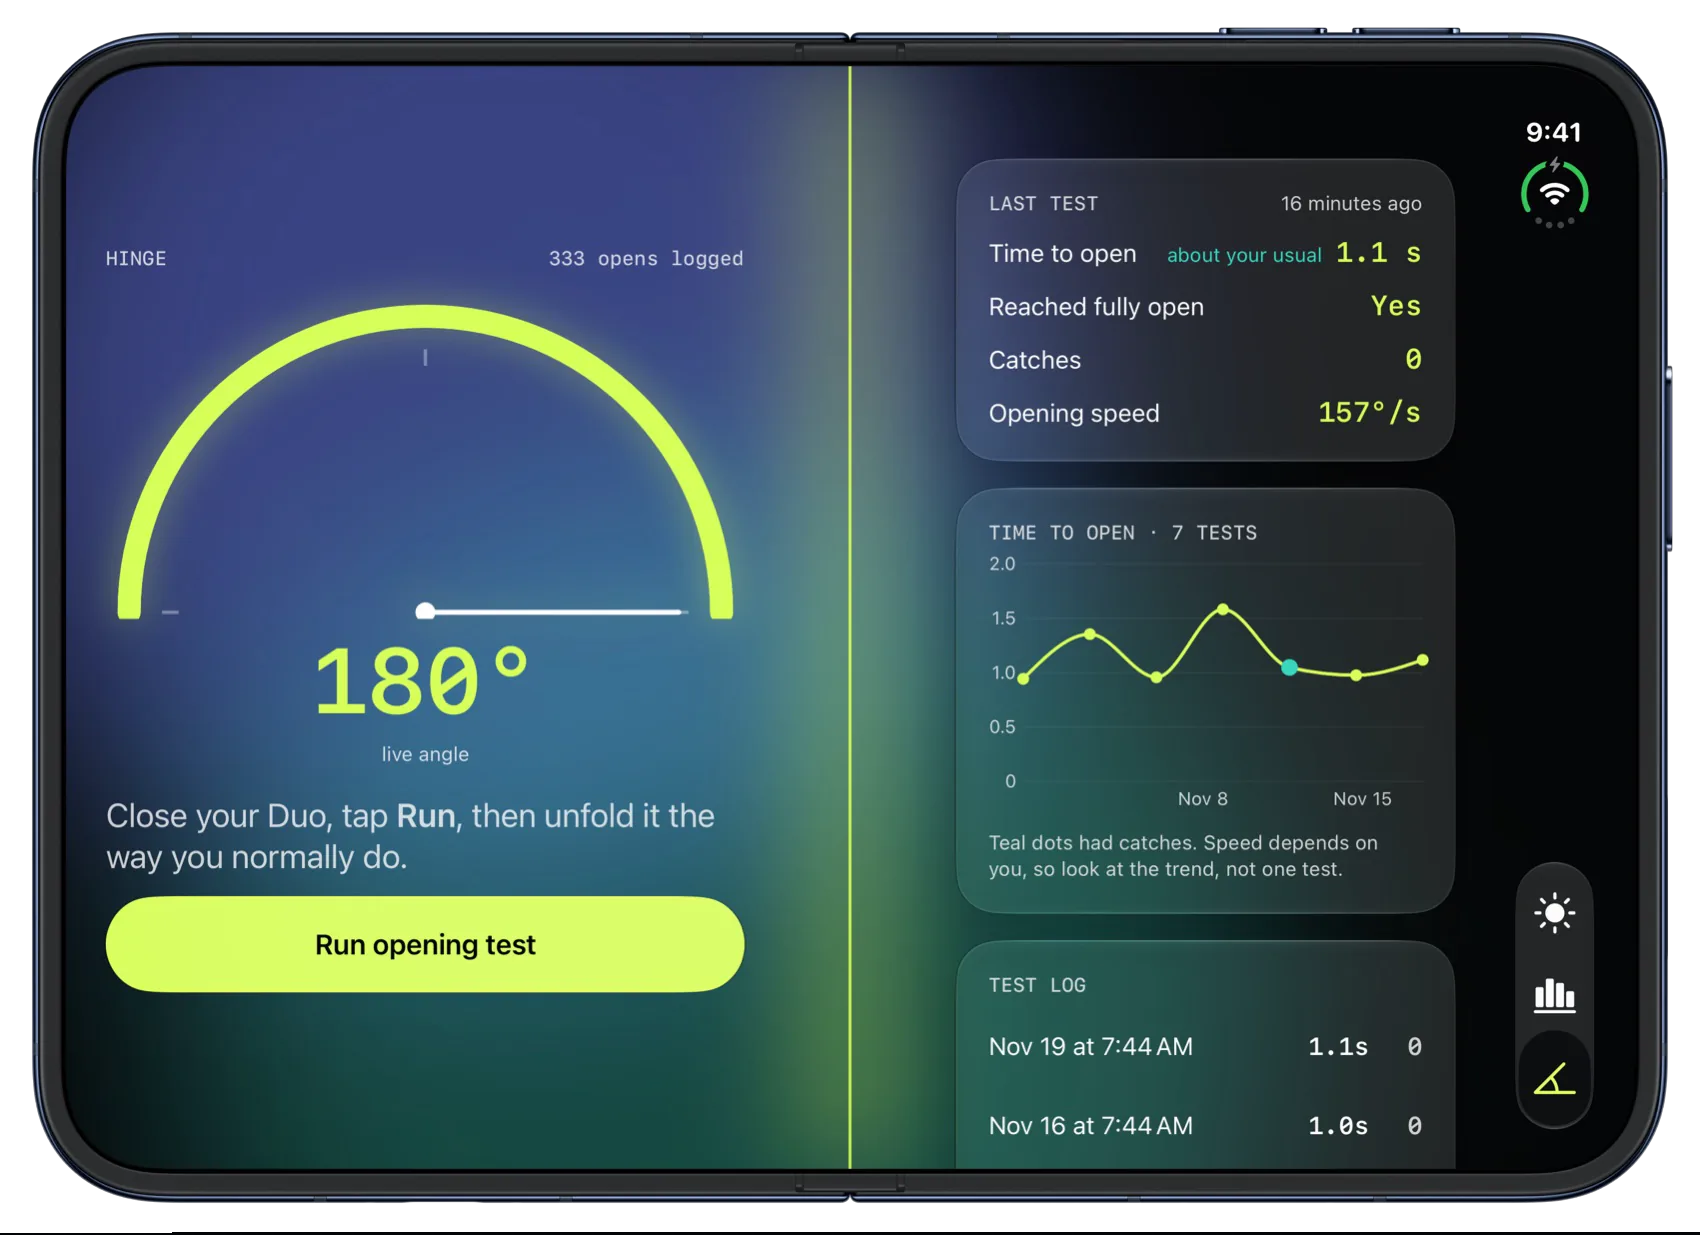 HINGE
333 opens logged
180°
live angle
Close your Duo, tap Run, then unfold it the
way you normally do.
Run opening test
9:41
LAST TEST
16 minutes ago
Time to open about your usual 1.1 s
Reached fully open Yes
Catches 0
Opening speed 157°/s
TIME TO OPEN · 7 TESTS
2.0
1.5
1.0
0.5
0
Nov 8
Nov 15
Teal dots had catches. Speed depends on
you, so look at the trend, not one test.
TEST LOG
Nov 19 at 7:44 AM 1.1s 0
Nov 16 at 7:44 AM 1.0s 0